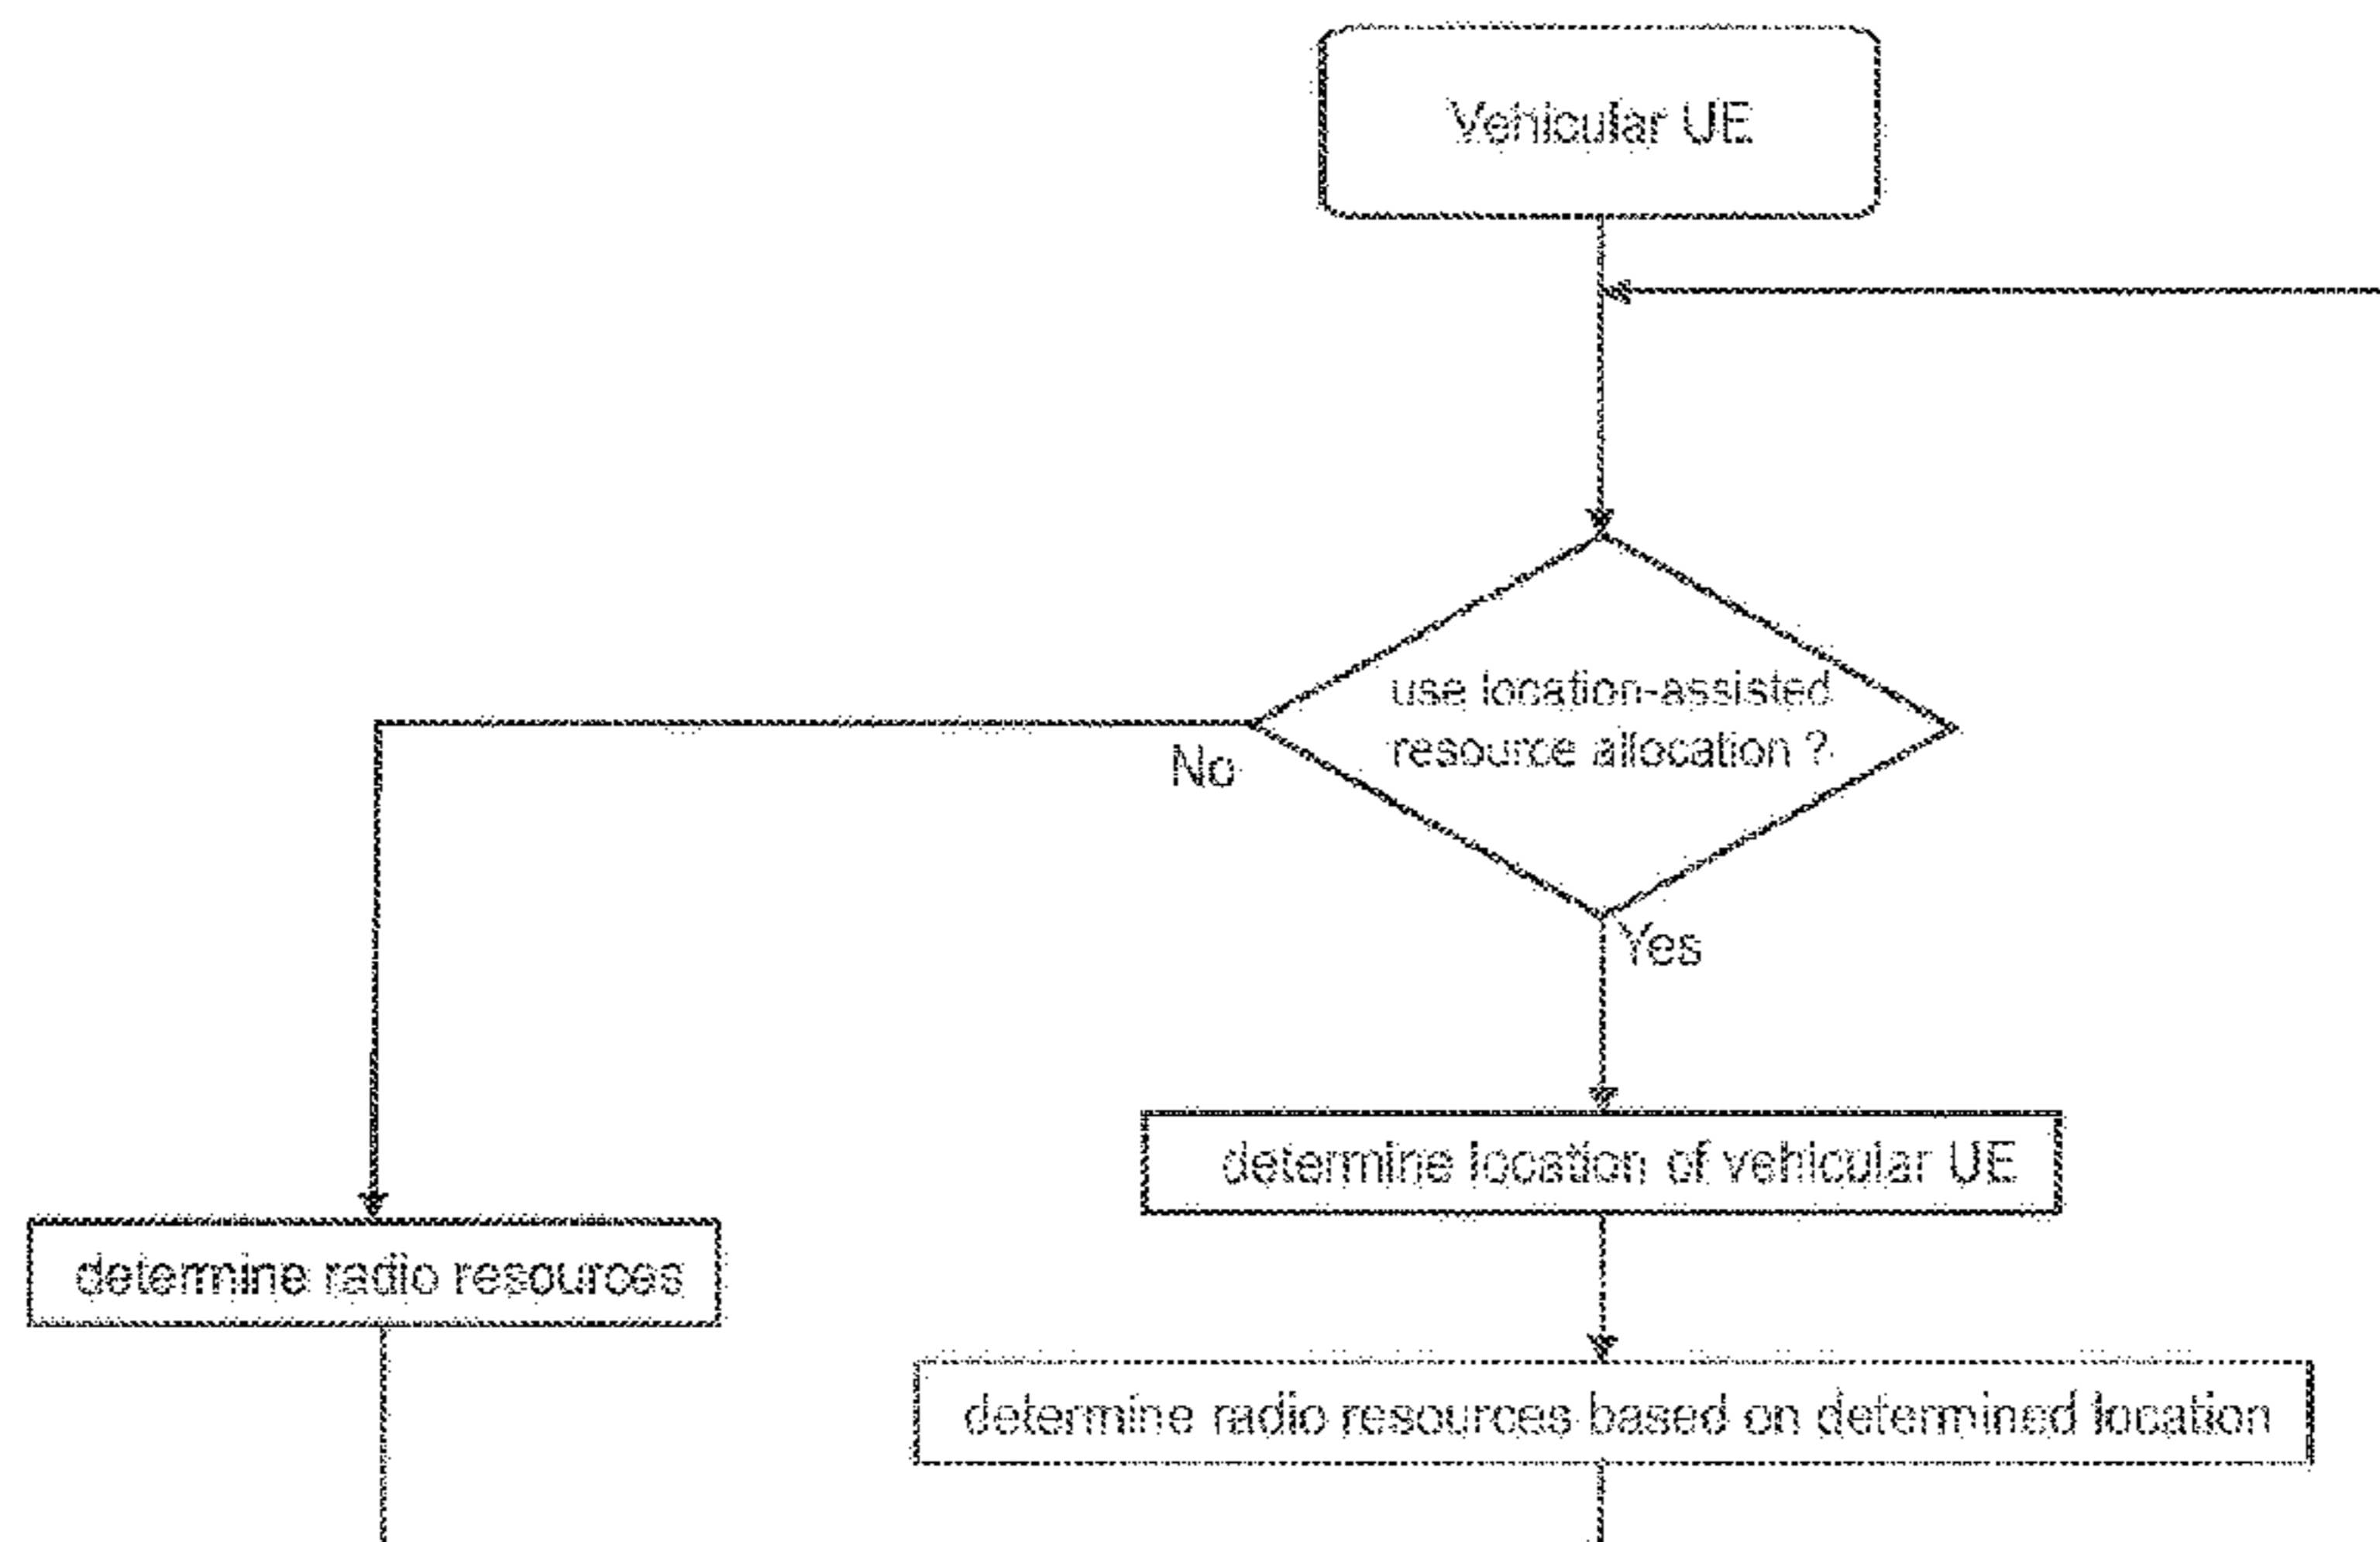 Vehicular UE
use location-assisted
resource allocation ?
No
Yes
determine location of vehicular UE
determine radio resources
determine radio resources based on determined location